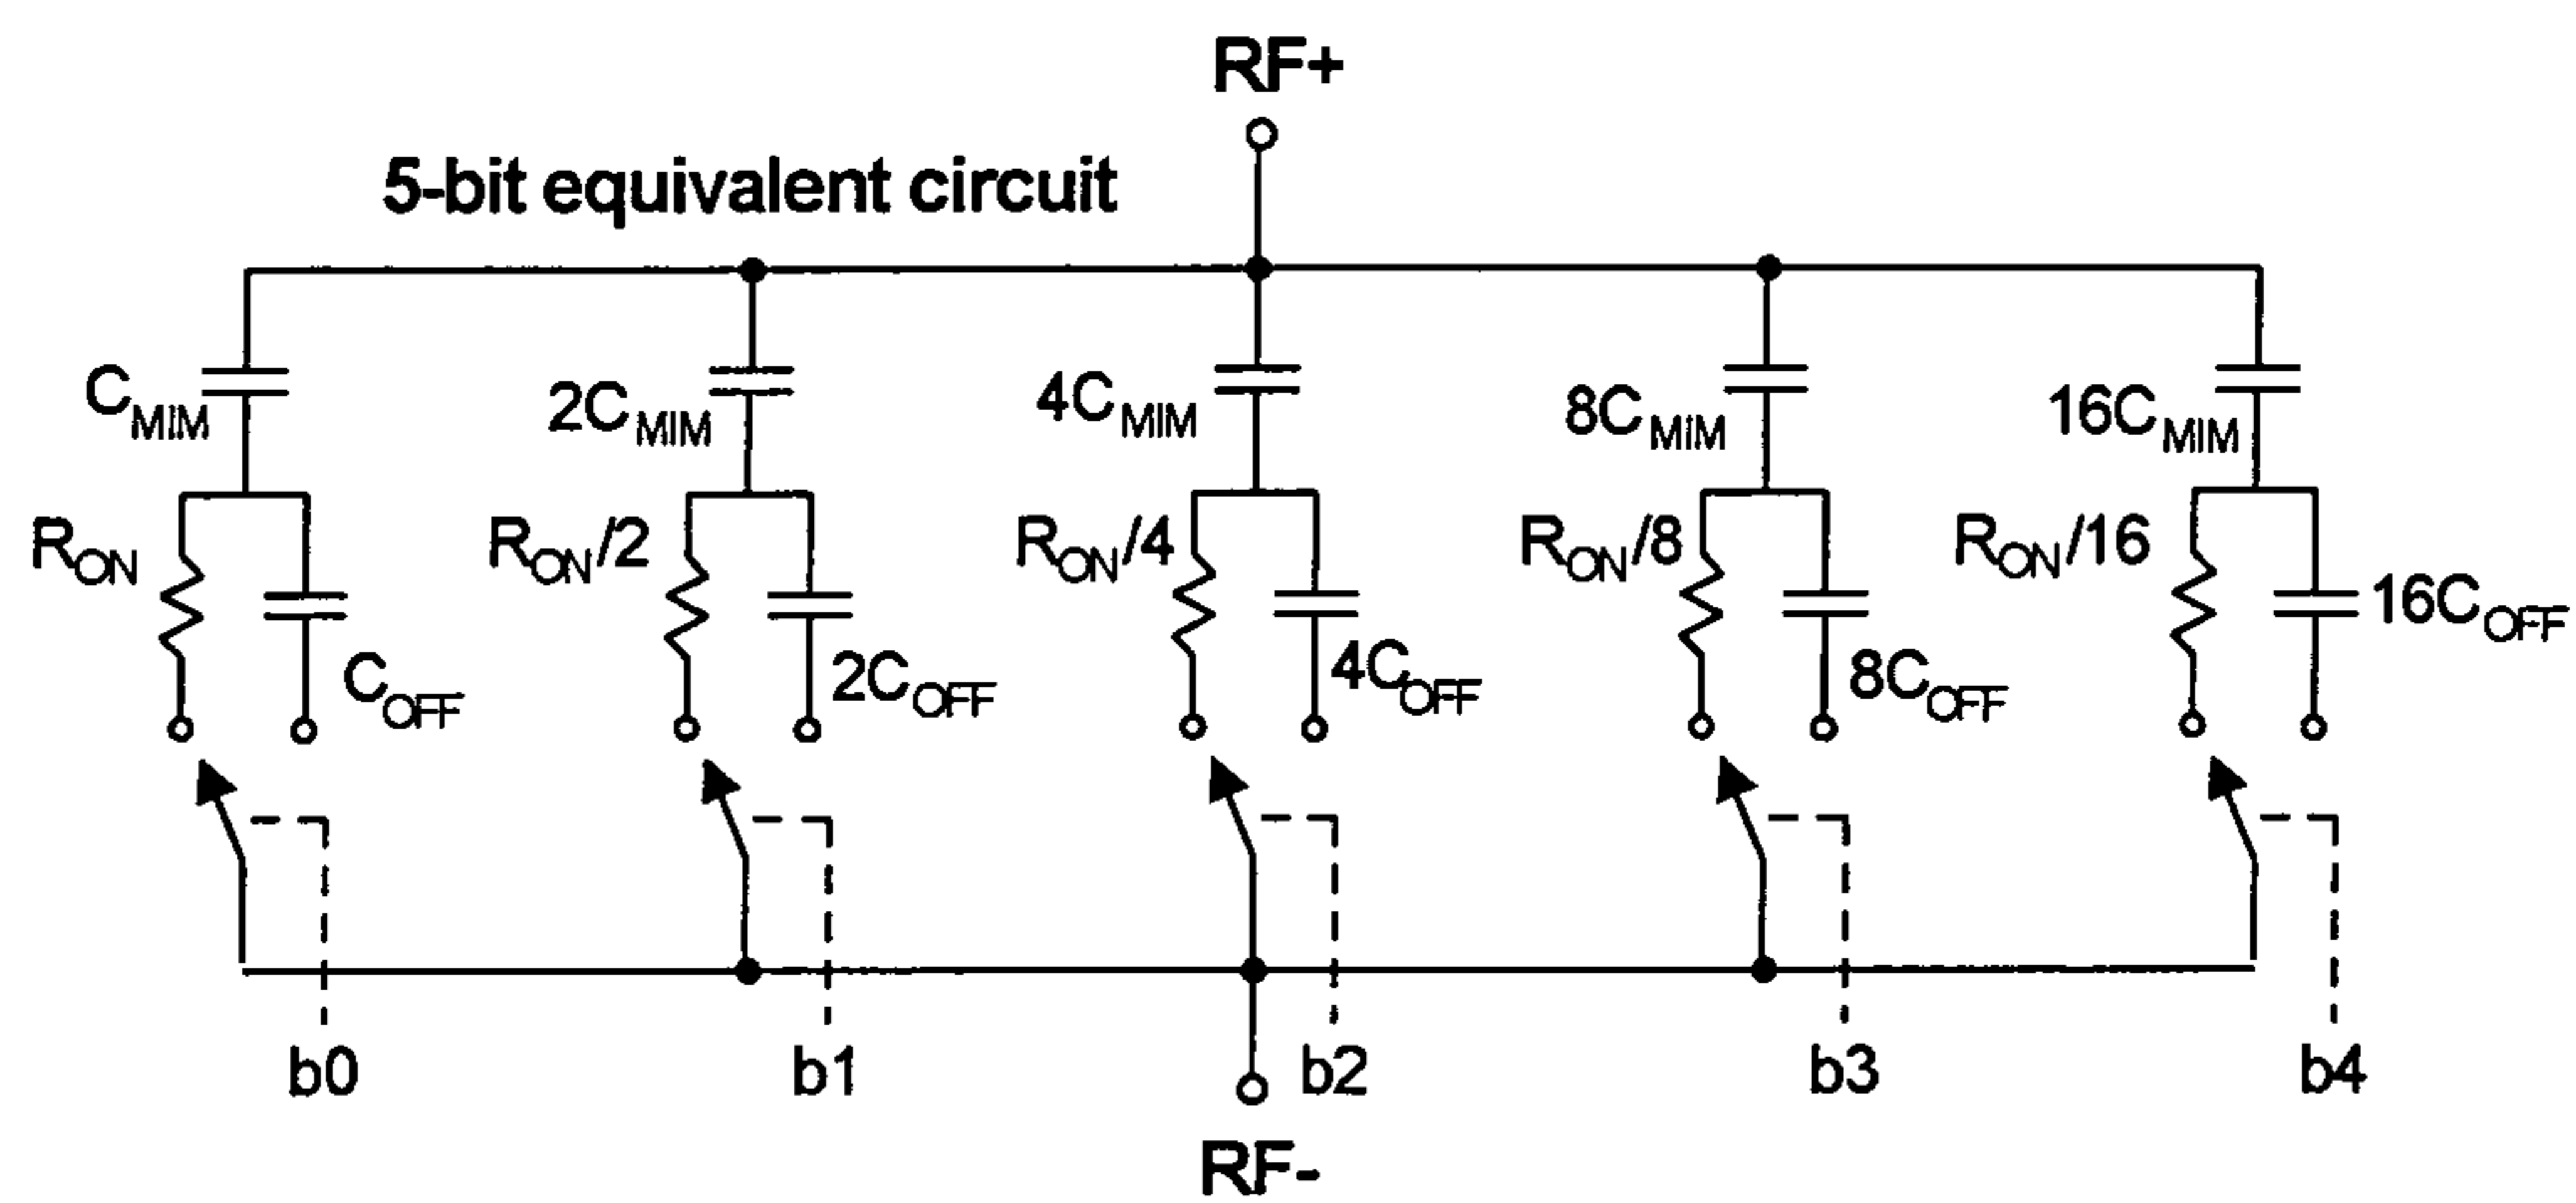 RF+
5-bit equivalent circuit
CMIM
2CMIM
4CMIM
8CMIM
16CMIM
RON
RON/2
RON/4
RON/8
RON/16
COFF
2COFF
4COFF
8COFF
16COFF
b0
b1
b2
b3
b4
RF-